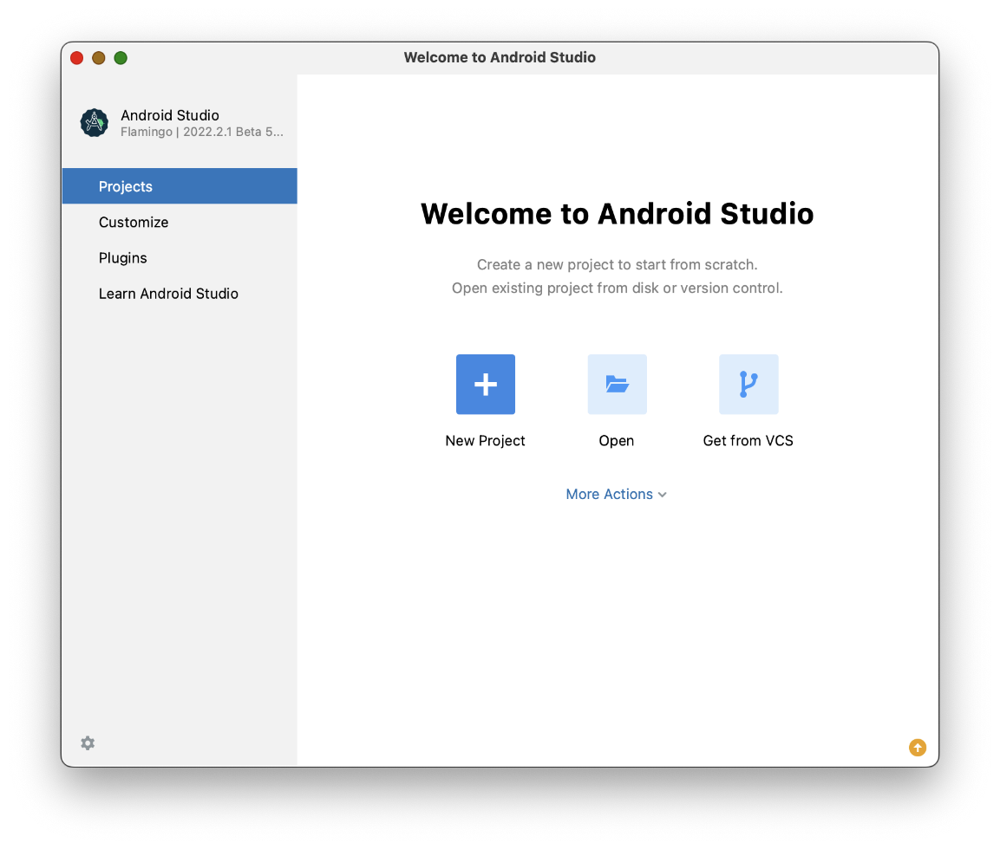 Welcome to Android Studio
Android Studio
Flamingo | 2022.2.1 Beta 5...
Projects
Customize
Plugins
Learn Android Studio
Welcome to Android Studio
Create a new project to start from scratch.
Open existing project from disk or version control.
New Project
Open
Get from VCS
More Actions